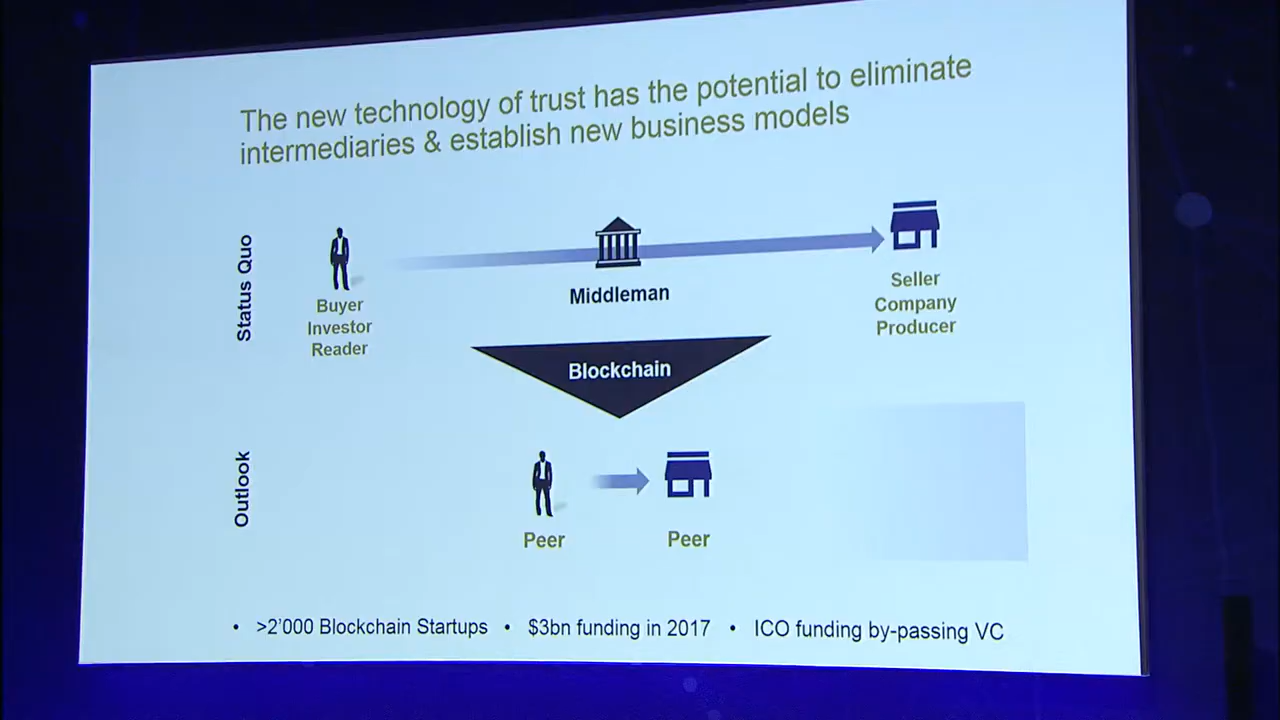 The new technology of trust has the potential to eliminate
intermediaries & establish new business models
Status Quo
Buyer
Investor
Reader
Middleman
Seller
Company
Producer
Blockchain
Outlook
Peer
Peer
• >2'000 Blockchain Startups • $3bn funding in 2017 • ICO funding by-passing VC